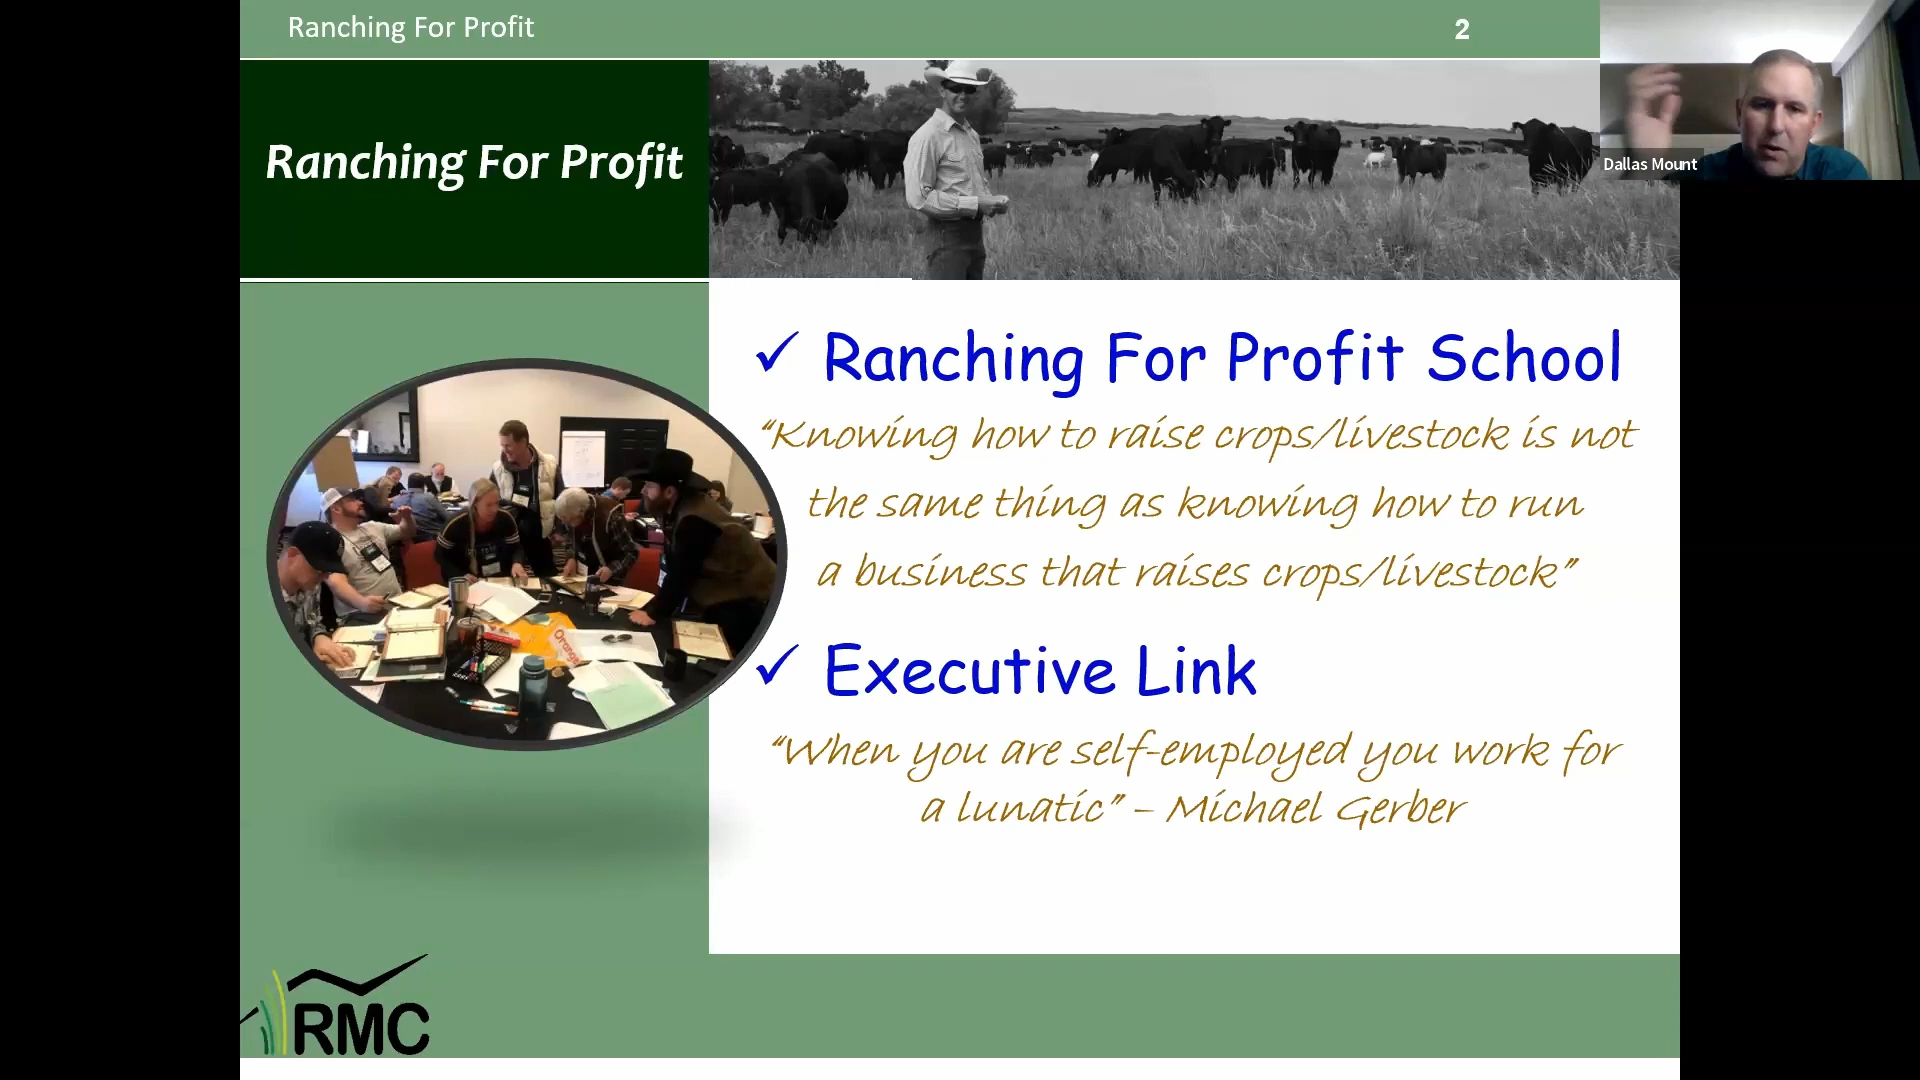 Ranching For Profit
2
Dallas Mount
Ranching For Profit
✓ Ranching For Profit School
“Knowing how to raise crops/livestock is not
the same thing as knowing how to run
a business that raises crops/livestock”
Orange
✓ Executive Link
“When you are self-employed you work for
a lunatic” – Michael Gerber
RMC